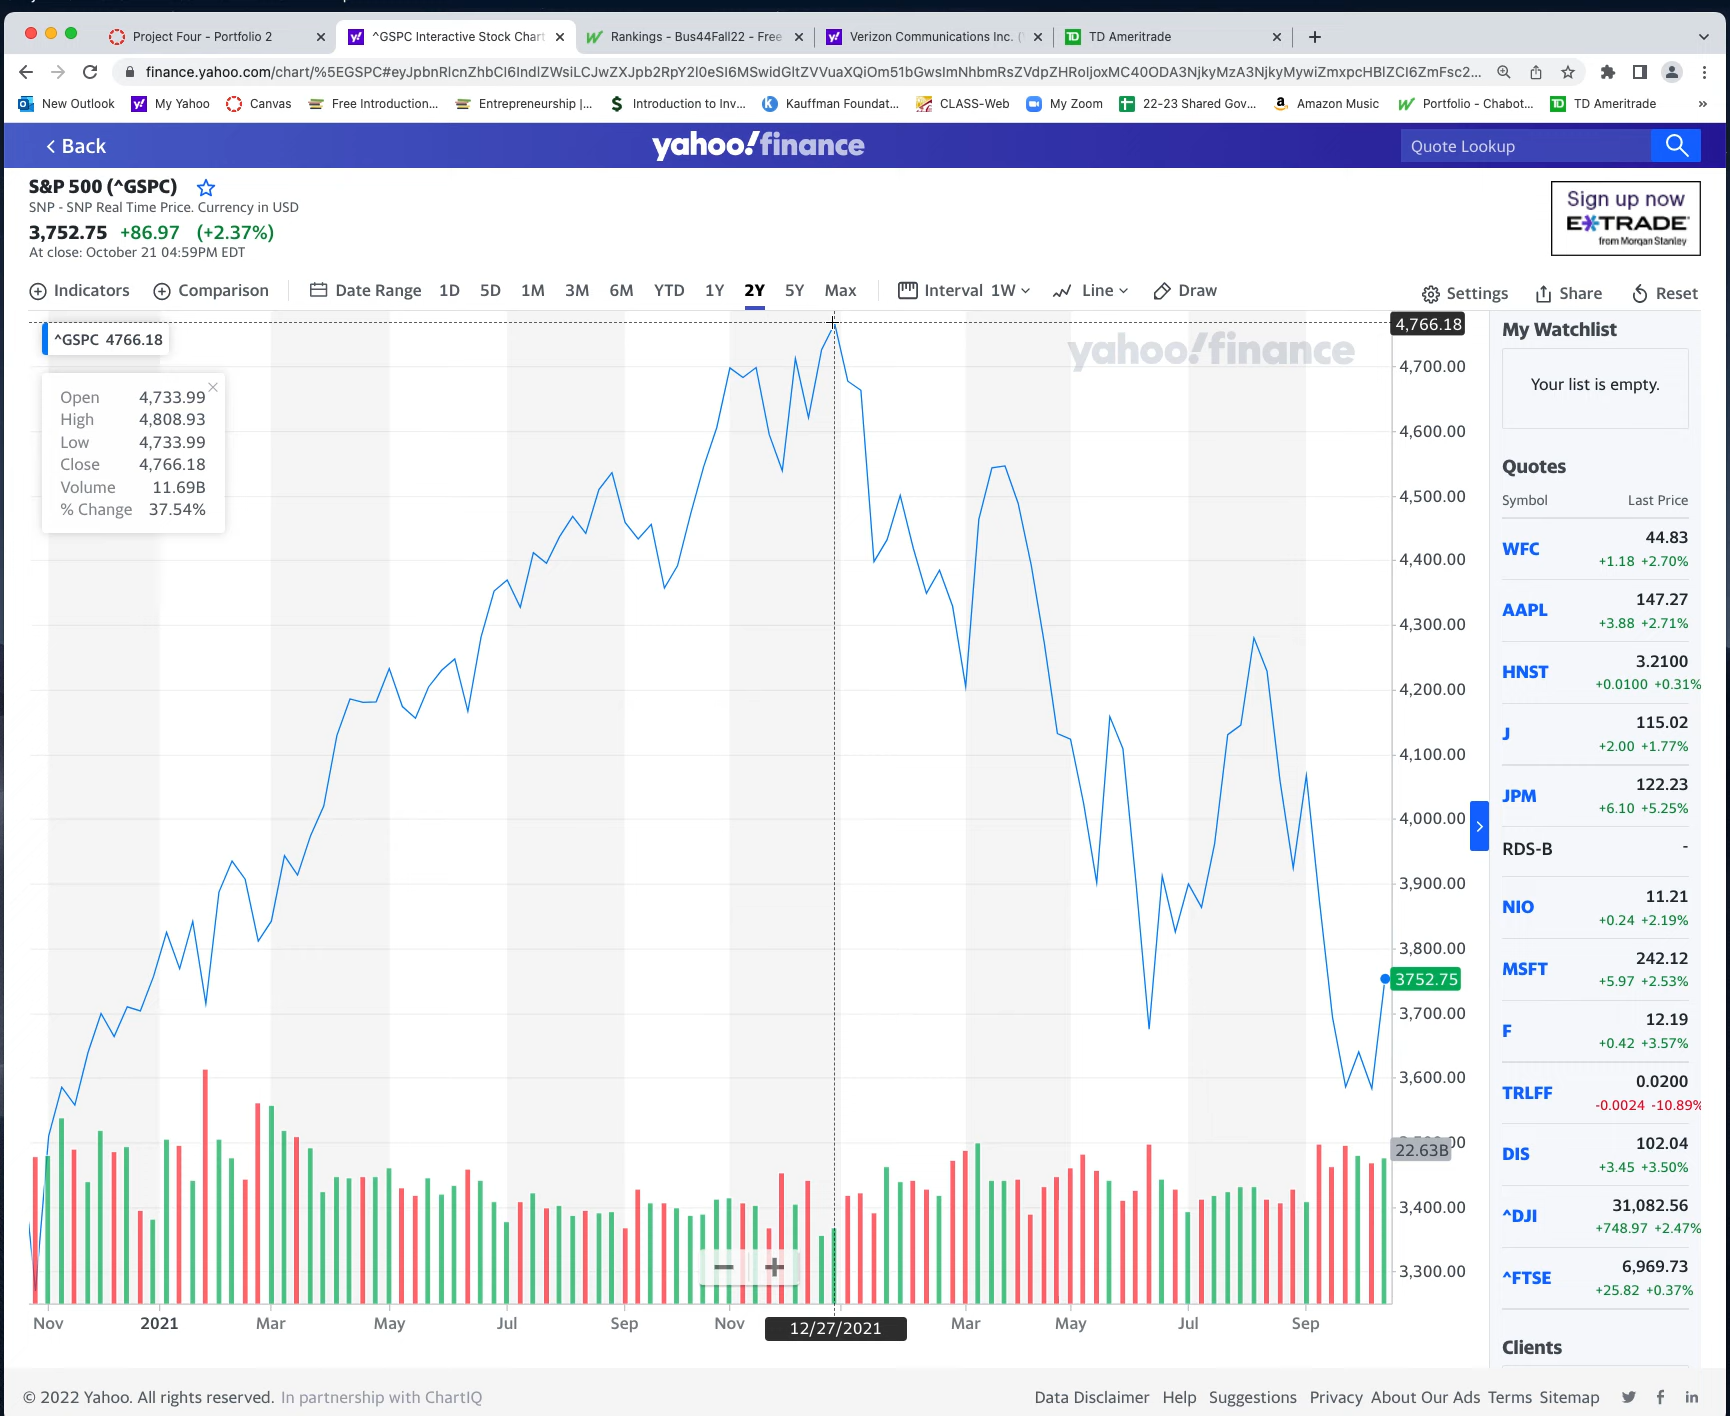 Project Four - Portfolio 2
^GSPC Interactive Stock Chart
Rankings - Bus44Fall22 - Free
Verizon Communications Inc. (
TD Ameritrade
New Outlook My Yahoo Canvas Free Introduction... Entrepreneurship |... Introduction to Inv... Kauffman Foundat... CLASS-Web My Zoom 22-23 Shared Gov... Amazon Music Portfolio - Chabot... TD Ameritrade »
Back
yahoo!finance
Quote Lookup
S&P 500 (^GSPC)
SNP - SNP Real Time Price. Currency in USD
3,752.75 +86.97 (+2.37%)
At close: October 21 04:59PM EDT
Sign up now
E*TRADE
from Morgan Stanley
Indicators Comparison Date Range 1D 5D 1M 3M 6M YTD 1Y 2Y 5Y Max Interval 1W Line Draw Settings Share Reset
^GSPC 4766.18
Open 4,733.99
High 4,808.93
Low 4,733.99
Close 4,766.18
Volume 11.69B
% Change 37.54%
yahoo!finance
4,766.18
4,700.00
4,600.00
4,500.00
4,400.00
4,300.00
4,200.00
4,100.00
4,000.00
3,900.00
3,800.00
3752.75
3,700.00
3,600.00
22.63B
3,400.00
3,300.00
Nov 2021 Mar May Jul Sep Nov 12/27/2021 Mar May Jul Sep
My Watchlist
Your list is empty.
Quotes
Symbol Last Price
WFC 44.83
+1.18 +2.70%
AAPL 147.27
+3.88 +2.71%
HNST 3.2100
+0.0100 +0.31%
J 115.02
+2.00 +1.77%
JPM 122.23
+6.10 +5.25%
RDS-B -
NIO 11.21
+0.24 +2.19%
MSFT 242.12
+5.97 +2.53%
F 12.19
+0.42 +3.57%
TRLFF 0.0200
-0.0024 -10.89%
DIS 102.04
+3.45 +3.50%
^DJI 31,082.56
+748.97 +2.47%
^FTSE 6,969.73
+25.82 +0.37%
Clients
© 2022 Yahoo. All rights reserved. In partnership with ChartIQ
Data Disclaimer Help Suggestions Privacy About Our Ads Terms Sitemap